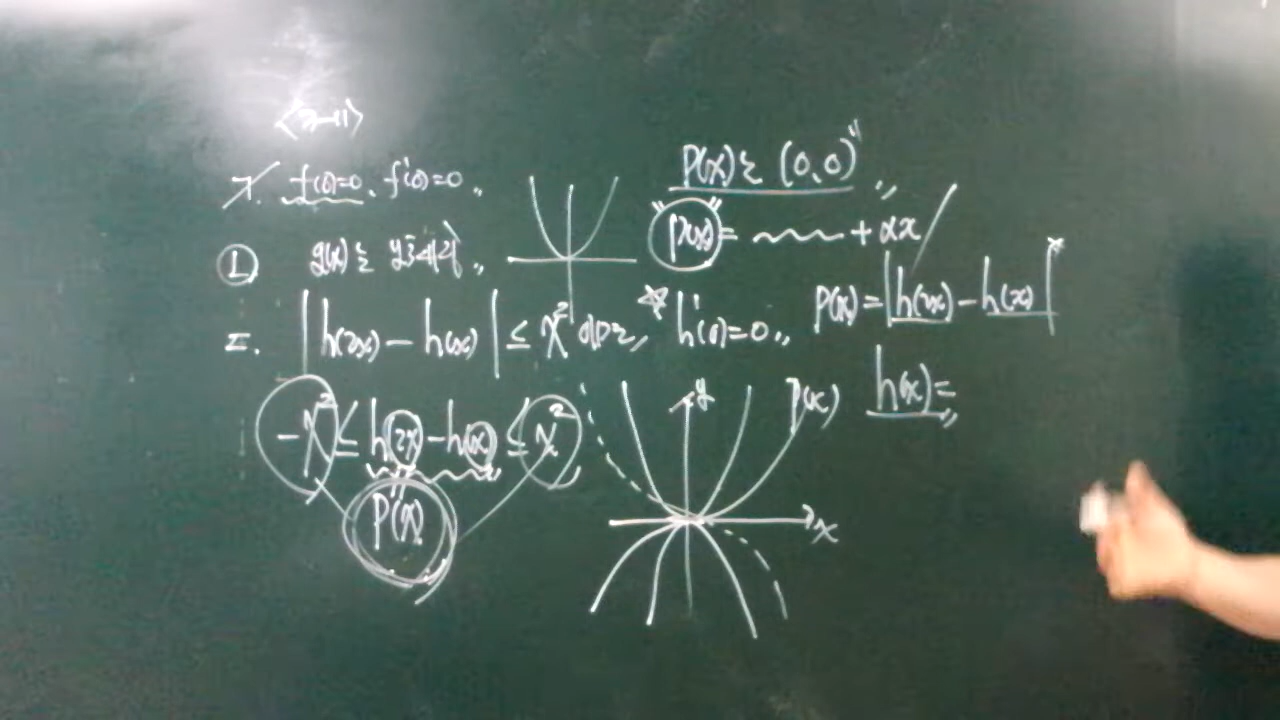 ㄱ. f(0)=0, f'(0)=0,,
ㄴ g(x)는 y축대칭,,
ㄷ. |h(2x)-h(x)| ≤ x² 이므로, ☆ h'(0)=0,,
-x² ≤ h(2x)-h(x) ≤ x²
P(x)
P(x)는 (0,0)
"P(x)"= + αx
P(x)=|h(2x)-h(x)|
h(x)=
y
P(x)
x